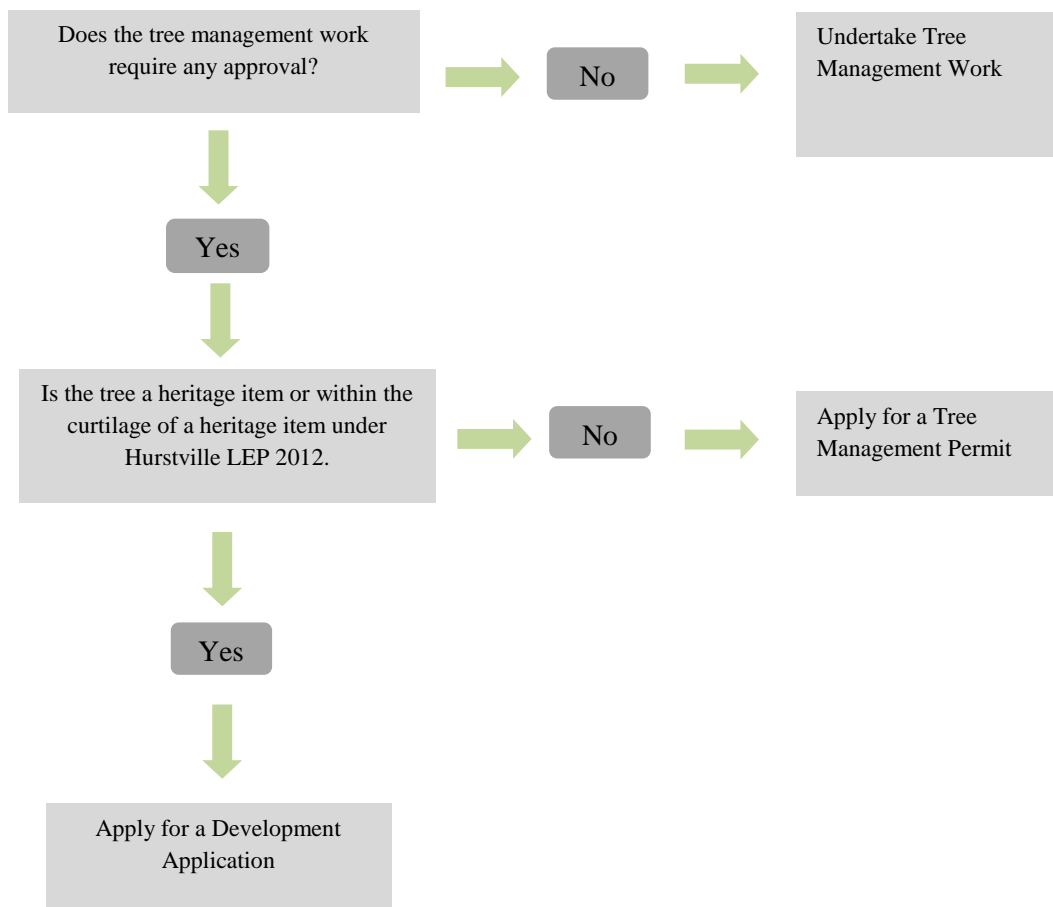 Does the tree management work
require any approval?
No
Undertake Tree
Management Work
Yes
Is the tree a heritage item or within the
curtilage of a heritage item under
Hurstville LEP 2012.
No
Apply for a Tree
Management Permit
Yes
Apply for a Development
Application